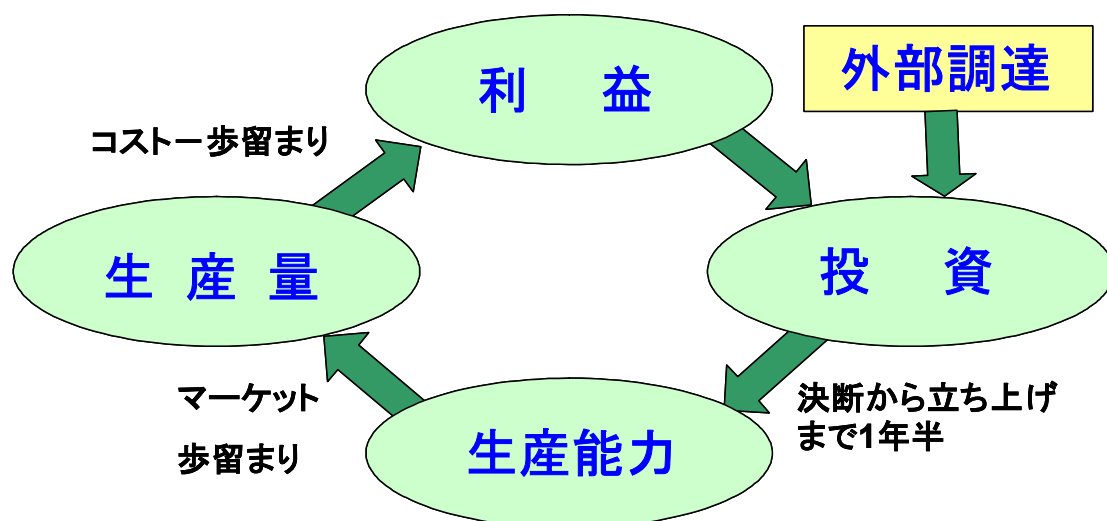 利 益
外部調達
コストー歩留まり
生 産 量
投 資
マーケット
歩留まり
生産能力
決断から立ち上げ
まで1年半